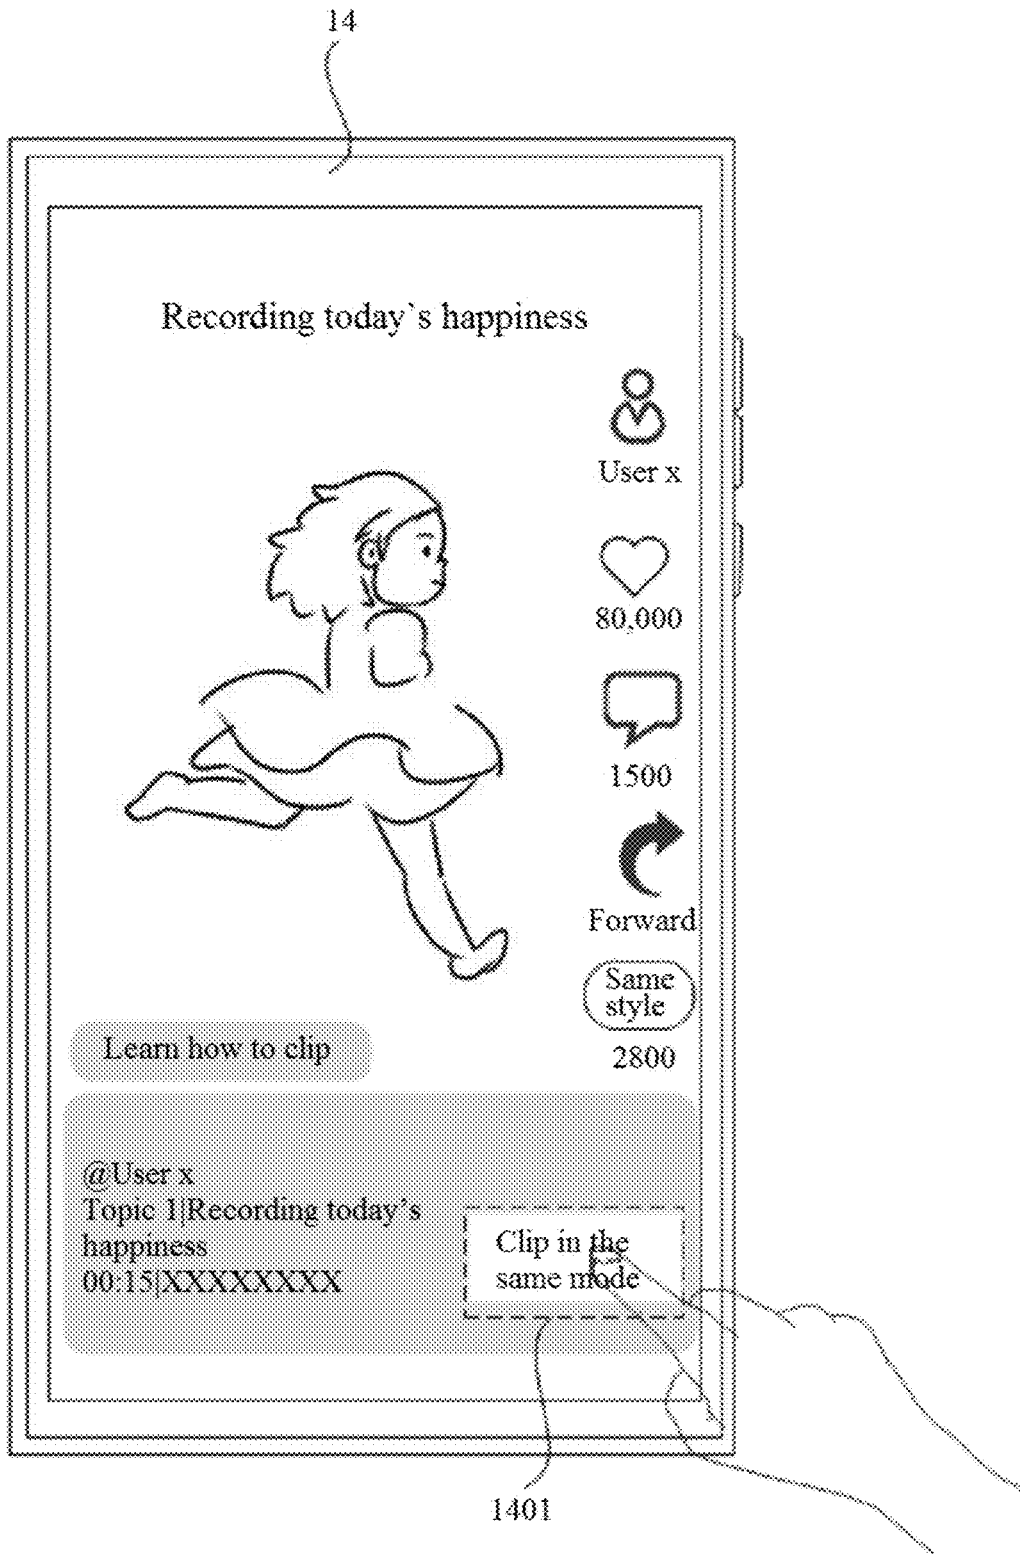 14
Recording today`s happiness
User x
80,000
1500
Forward
Same
style
2800
Learn how to clip
@User x
Topic 1|Recording today’s
happiness
00:15|XXXXXXXX
Clip in the
same mode
1401